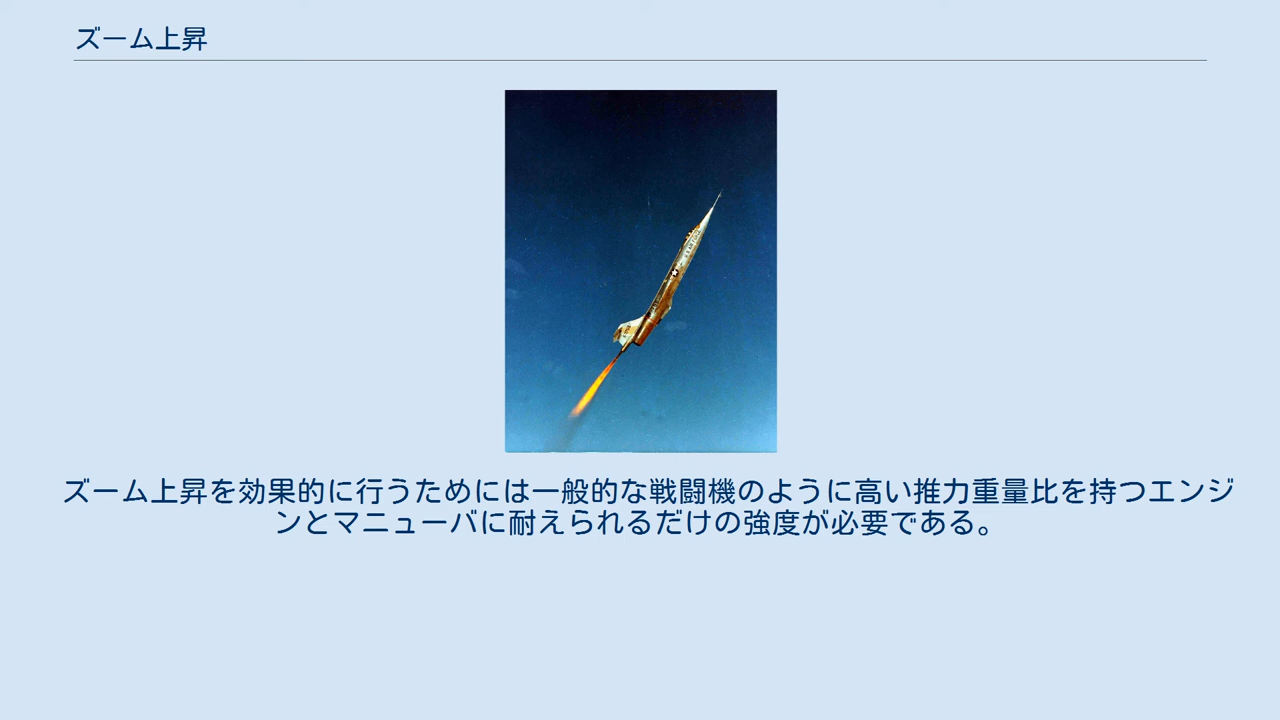 ズーム上昇
ズーム上昇を効果的に行うためには一般的な戦闘機のように高い推力重量比を持つエンジ
ンとマニューバに耐えられるだけの強度が必要である。